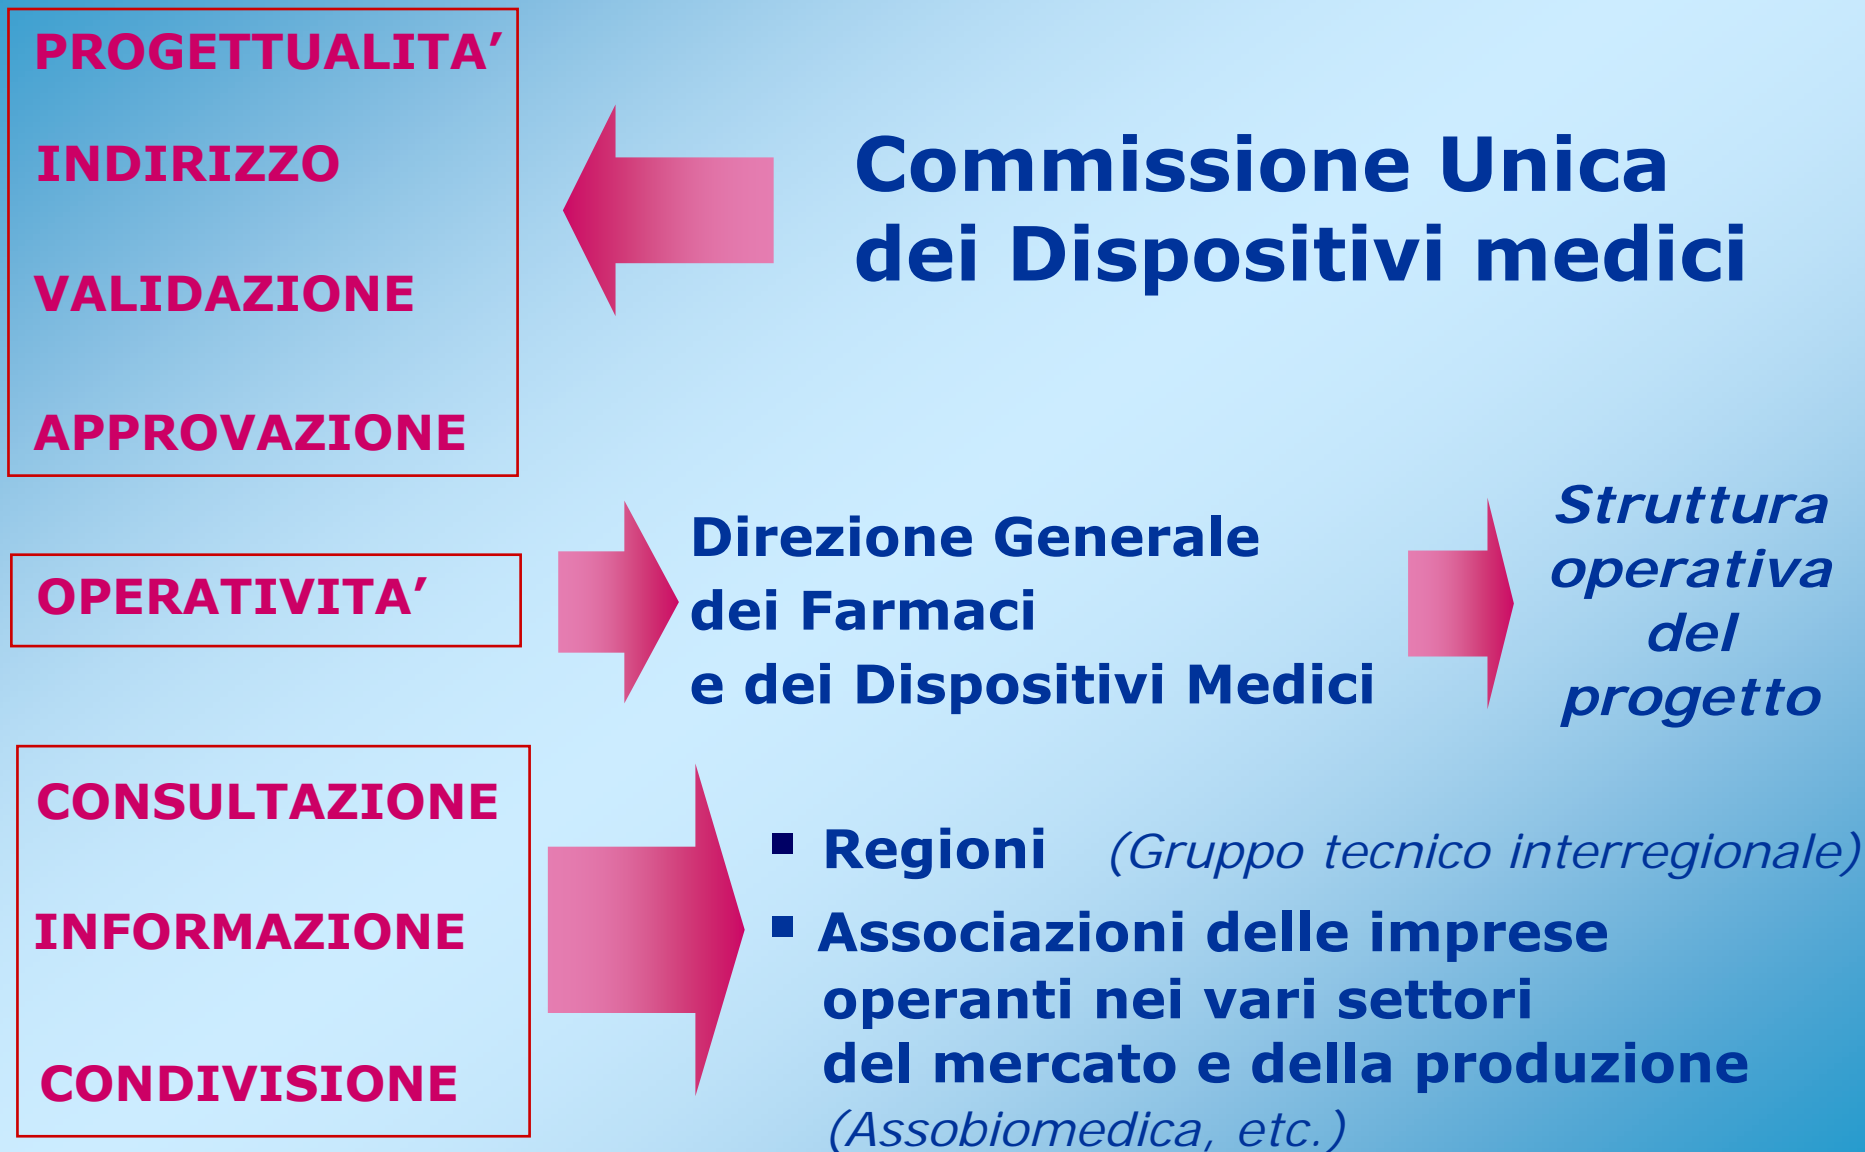 PROGETTUALITA’
INDIRIZZO
VALIDAZIONE
APPROVAZIONE
Commissione Unica
dei Dispositivi medici
OPERATIVITA’
Direzione Generale
dei Farmaci
e dei Dispositivi Medici
Struttura
operativa
del
progetto
CONSULTAZIONE
INFORMAZIONE
CONDIVISIONE
▪ Regioni (Gruppo tecnico interregionale)
▪ Associazioni delle imprese
operanti nei vari settori
del mercato e della produzione
(Assobiomedica, etc.)